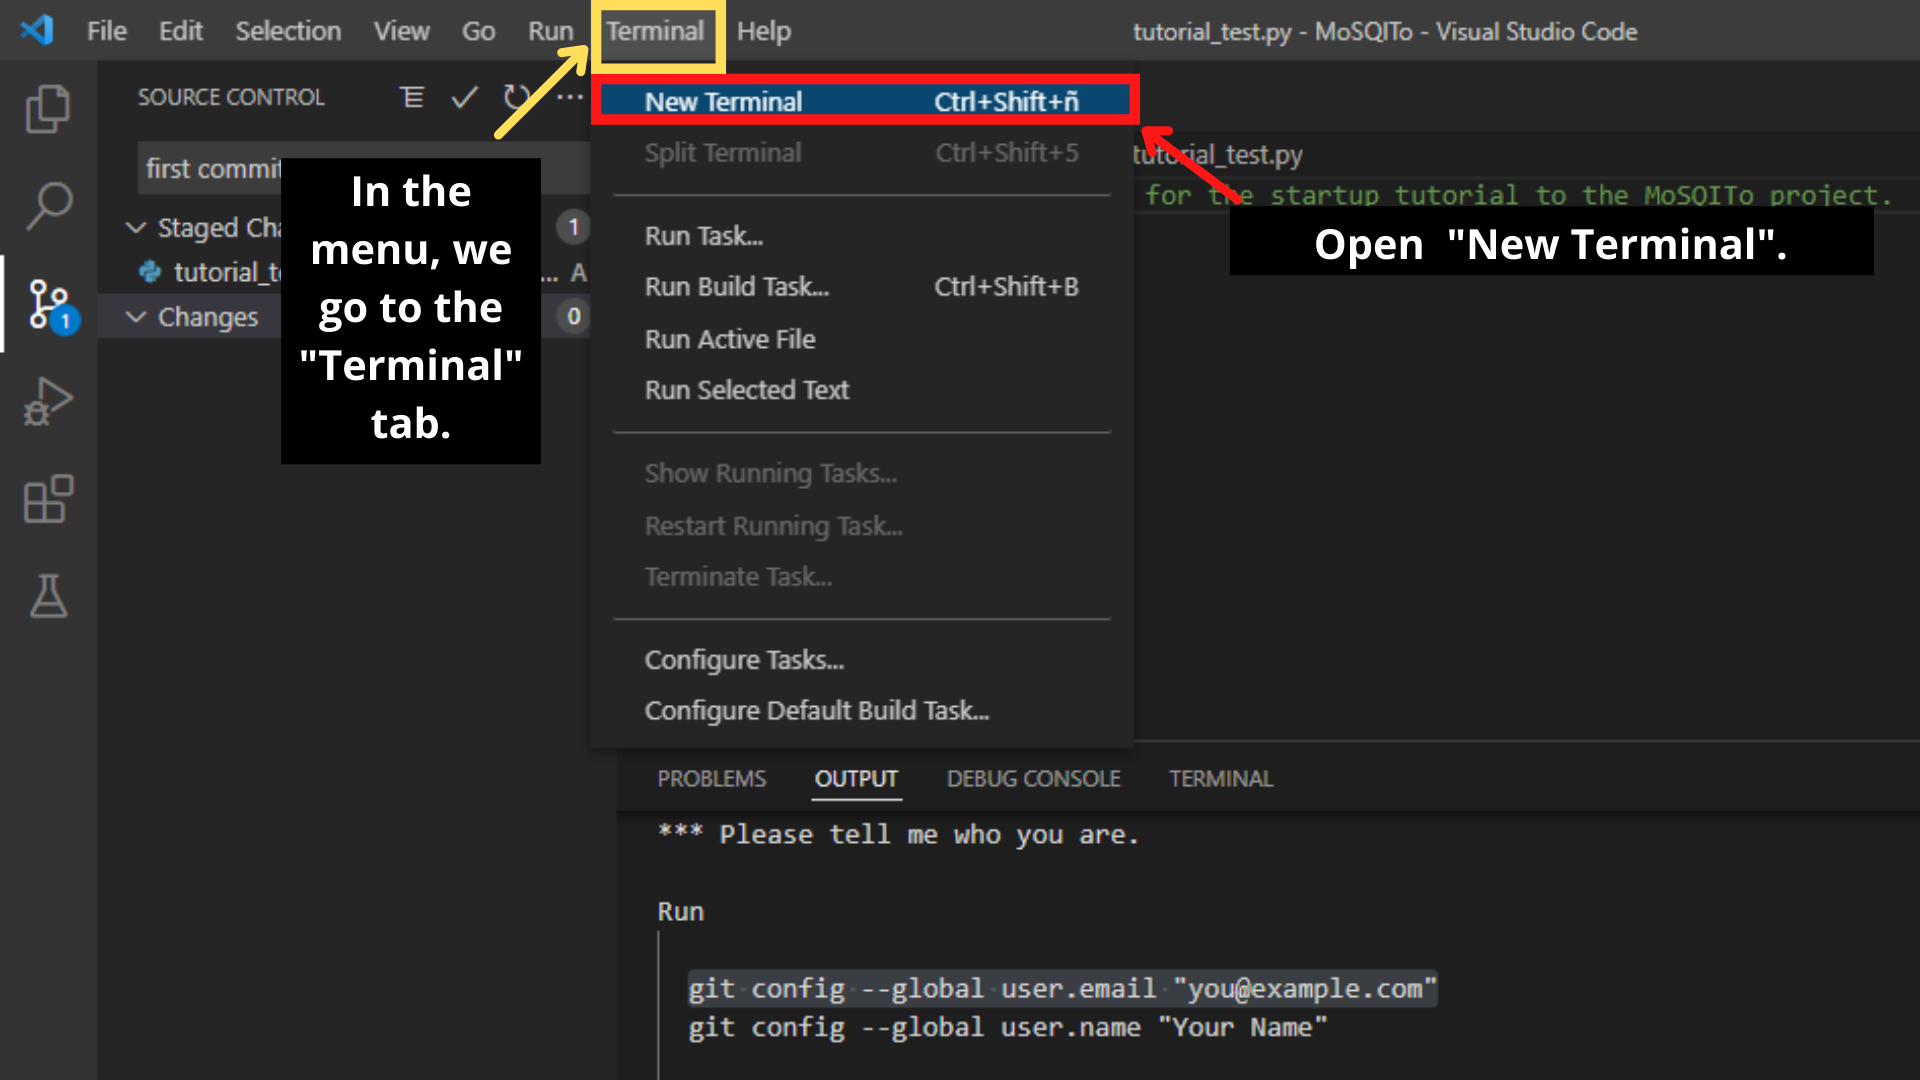 File Edit Selection View Go Run Terminal Help tutorial_test.py - MoSQITo - Visual Studio Code
SOURCE CONTROL
first commit
Staged Cha
1
tutorial_te ... A
Changes 0
1
In the
menu, we
go to the
"Terminal"
tab.
New Terminal Ctrl+Shift+ñ
Split Terminal Ctrl+Shift+5
Run Task...
Run Build Task... Ctrl+Shift+B
Run Active File
Run Selected Text
Show Running Tasks...
Restart Running Task...
Terminate Task...
Configure Tasks...
Configure Default Build Task...
tutorial_test.py
for the startup tutorial to the MoSQITo project.
Open "New Terminal".
PROBLEMS OUTPUT DEBUG CONSOLE TERMINAL
*** Please tell me who you are.
Run
git config --global user.email "you@example.com"
git config --global user.name "Your Name"